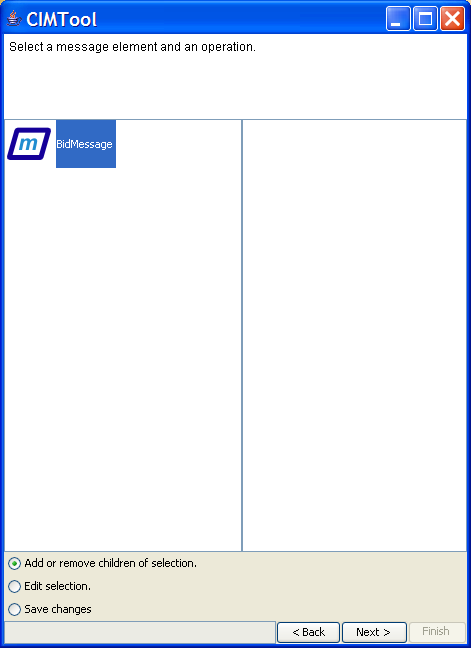 CIMTool
Select a message element and an operation.
m
BidMessage
Add or remove children of selection.
Edit selection.
Save changes
< Back
Next >
Finish